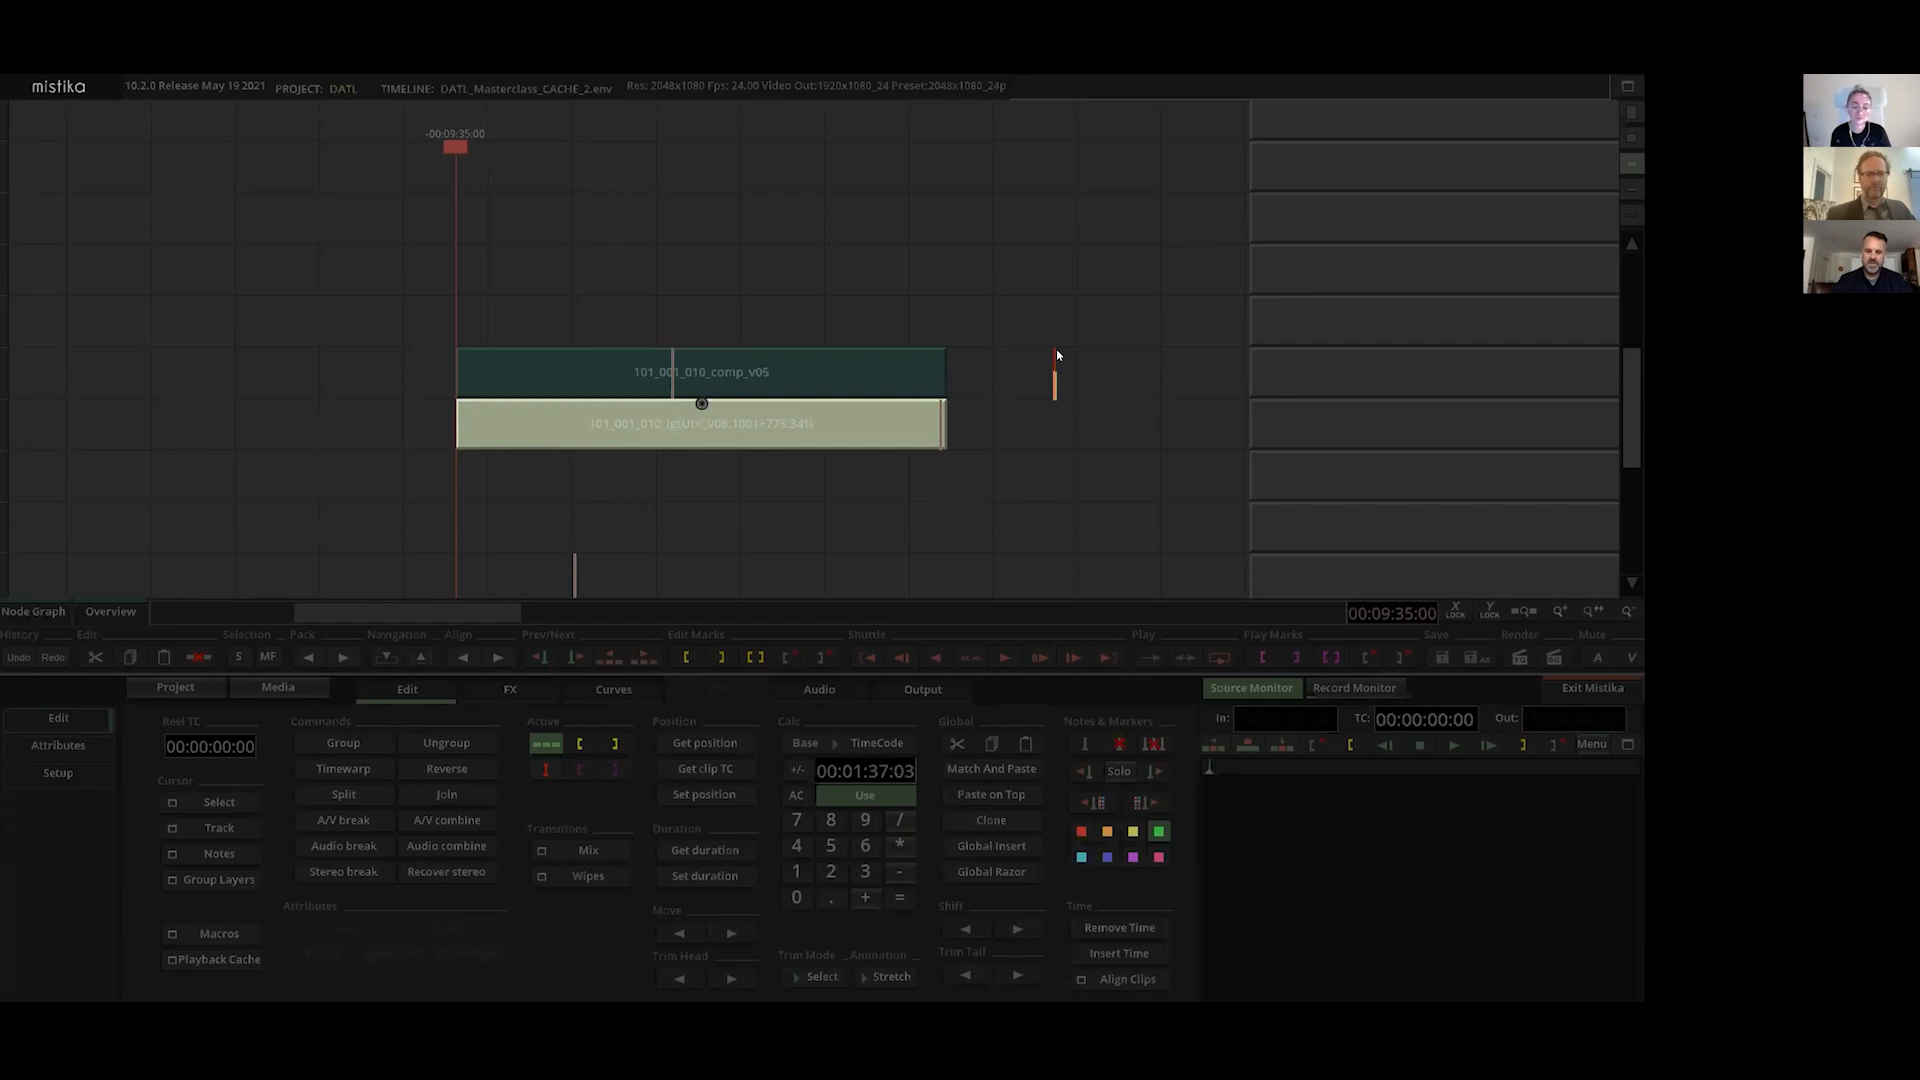 mistika 10.2.0 Release May 19 2021 PROJECT: DATL TIMELINE: DATL_Masterclass_CACHE_2.env Res: 2048x1080 Fps: 24.00 Video Out:1920x1080_24 Preset:2048x1080_24p
-00:09:35:00
101_001_010_comp_v05
101_001_010_lgtUtil_v08.1001+775.34%
Node Graph Overview 00:09:35:00 X LOCK Y LOCK
History Edit Selection Pack Navigation Align Prev/Next Edit Marks Shuttle Play Play Marks Save Render Mute
Undo Redo S MF AS FG BG A V
Project Media Edit FX Curves Audio Output Source Monitor Record Monitor Exit Mistika
Edit Reel TC Commands Active Position Calc Global Notes & Markers In: TC: 00:00:00:00 Out:
Attributes 00:00:00:00 Group Ungroup Get position Base TimeCode Menu
Setup Timewarp Reverse Get clip TC +/- 00:01:37:03 Match And Paste Solo
Cursor Split Join Set position AC Use Paste on Top
Select A/V break A/V combine Transitions Duration 7 8 9 / Clone
Track Audio break Audio combine Mix Get duration 4 5 6 * Global Insert
Notes Stereo break Recover stereo Wipes Set duration 1 2 3 - Global Razor
Group Layers 0 . + =
Attributes Move Shift Time
Macros Remove Time
Playback Cache Trim Head Trim Mode Animation Trim Tail Insert Time
Select Stretch Align Clips